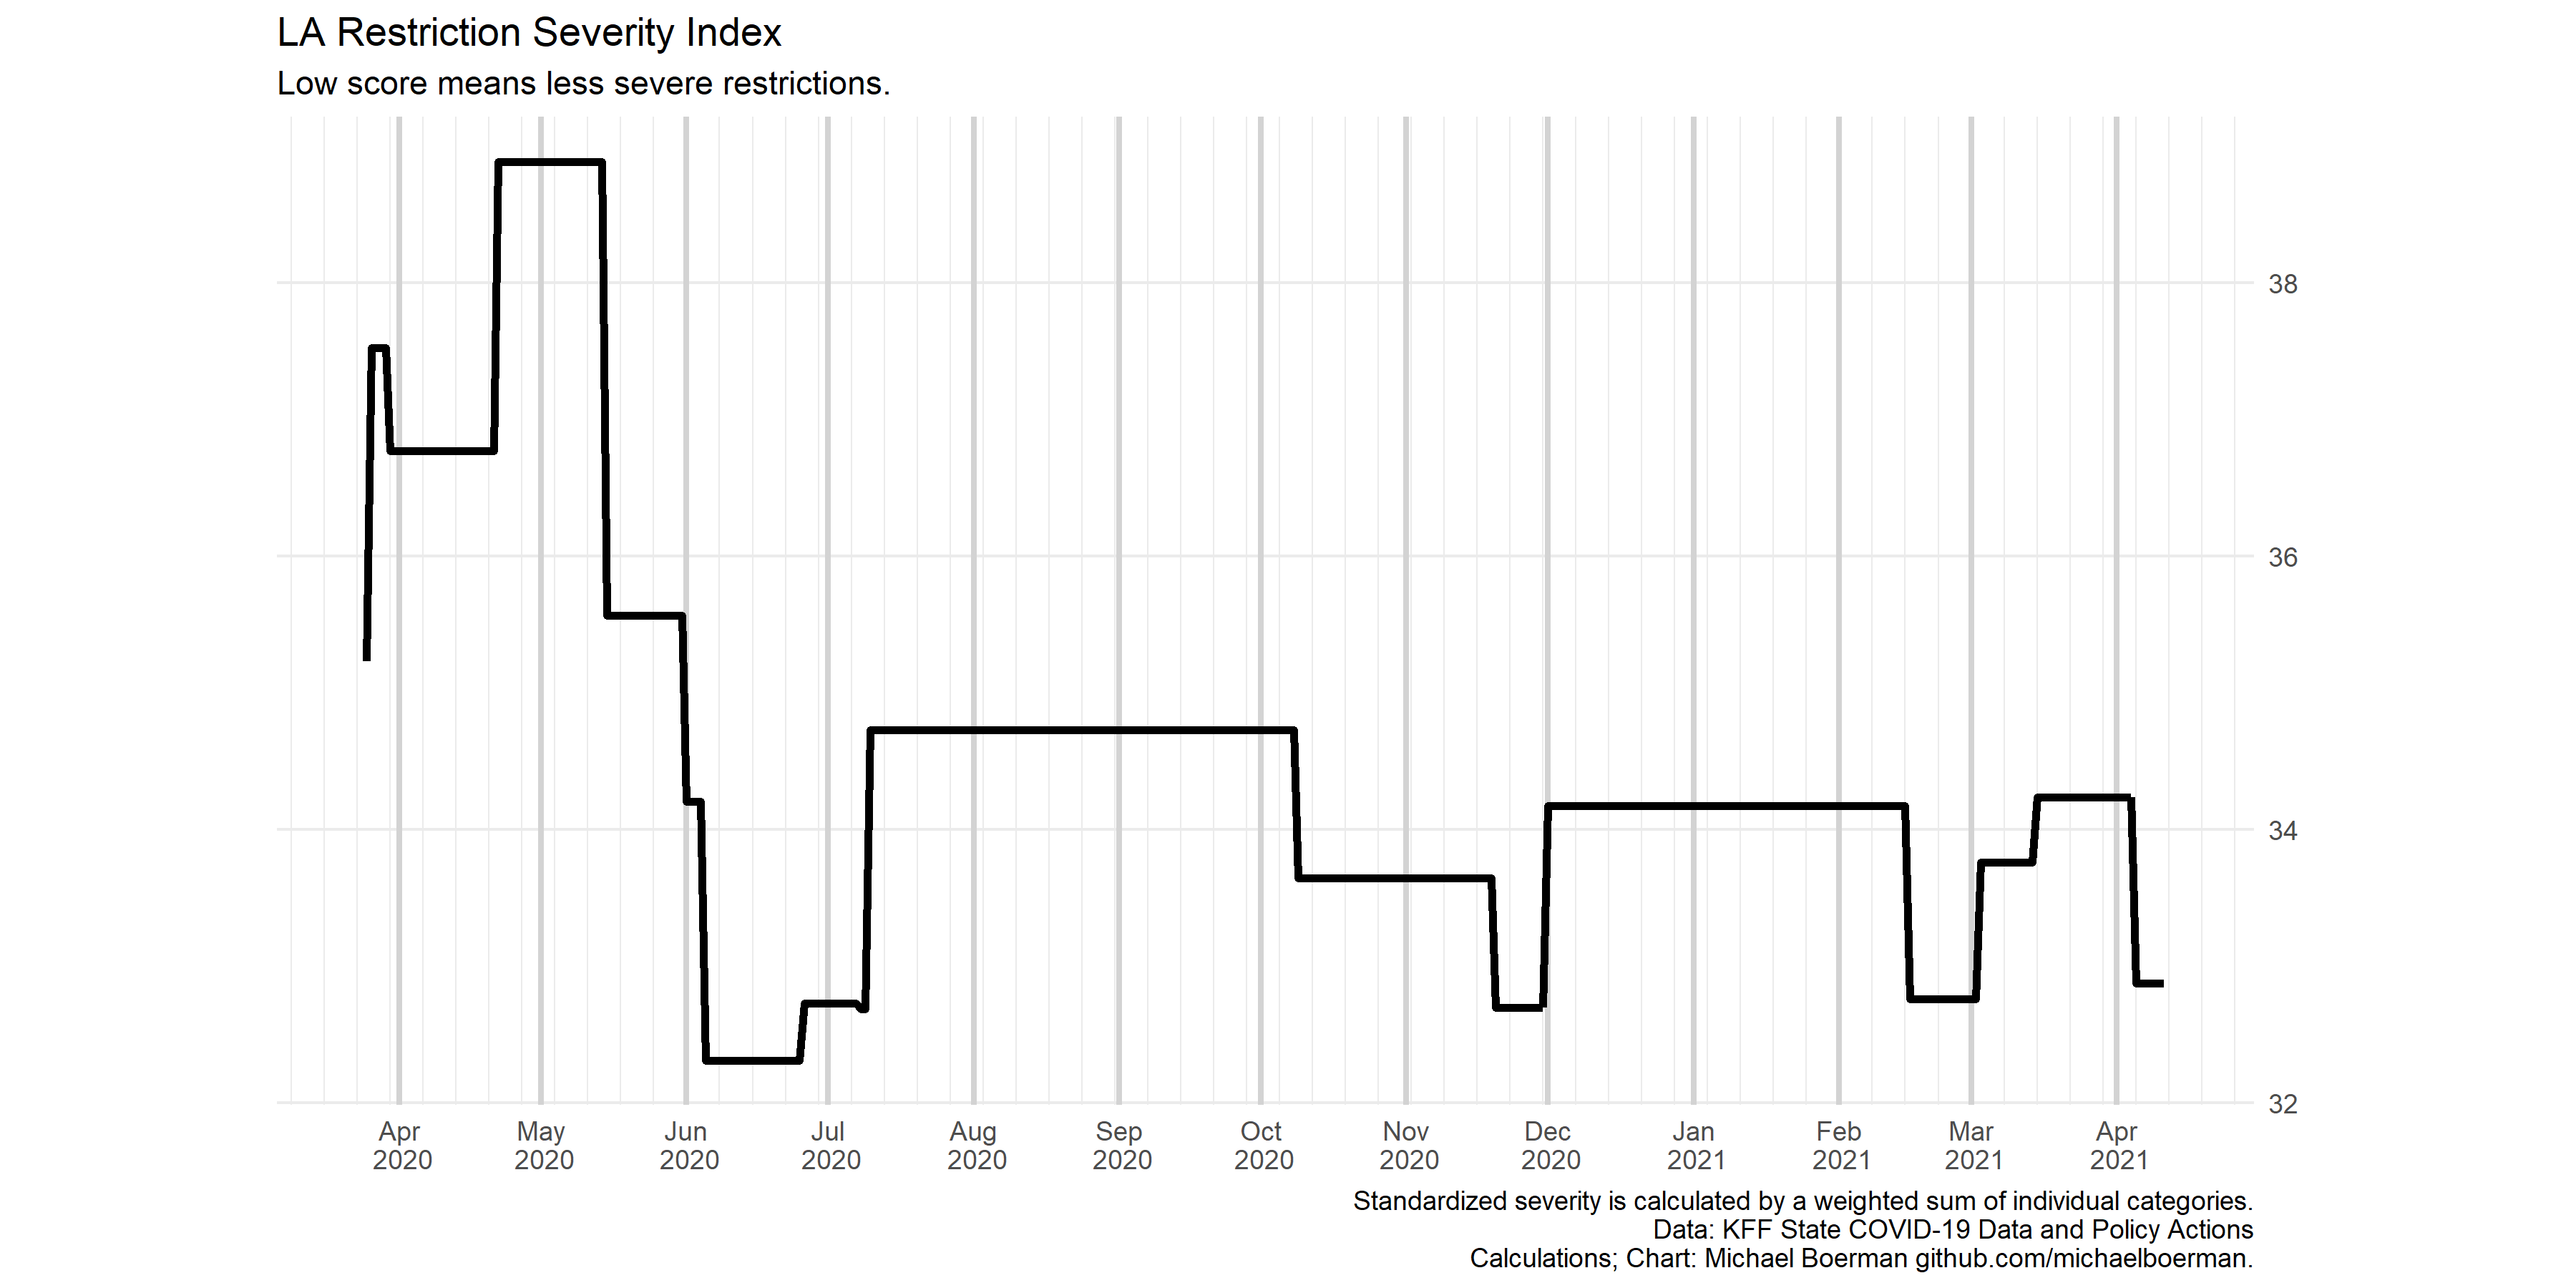 LA Restriction Severity Index
Low score means less severe restrictions.
38
36
34
32
Apr May Jun Jul Aug Sep Oct Nov Dec Jan Feb Mar Apr
2020 2020 2020 2020 2020 2020 2020 2020 2020 2021 2021 2021 2021
Standardized severity is calculated by a weighted sum of individual categories.
Data: KFF State COVID-19 Data and Policy Actions
Calculations; Chart: Michael Boerman github.com/michaelboerman.